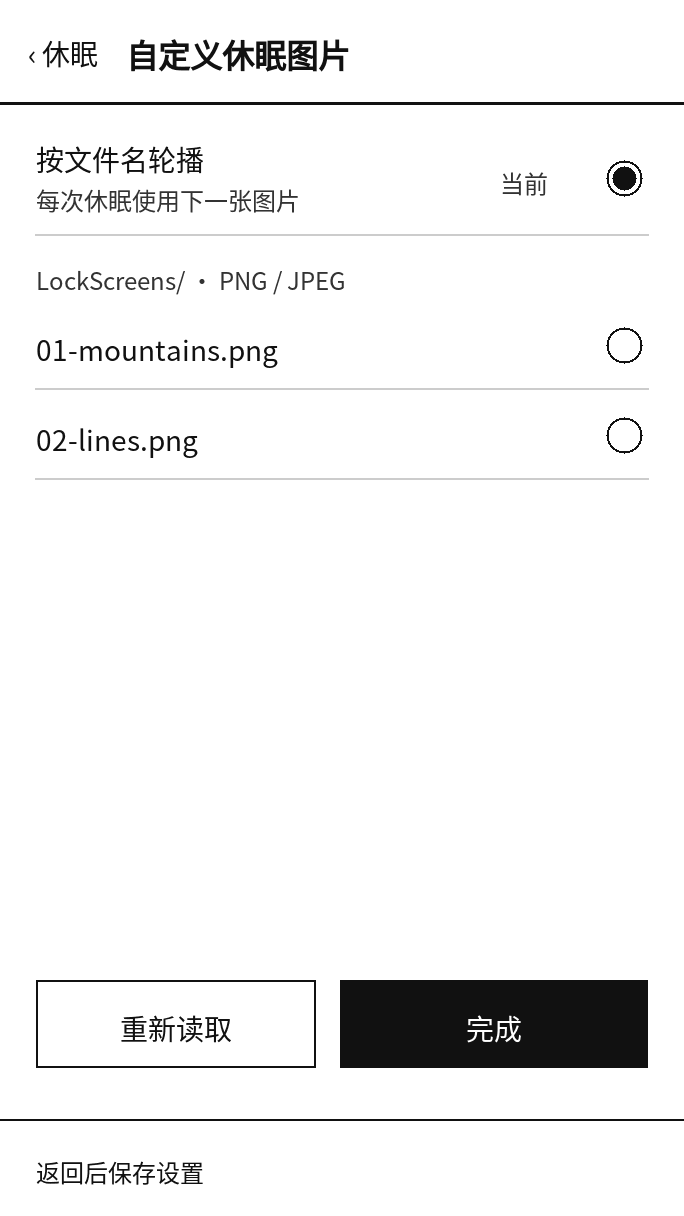 ‹ 休眠 自定义休眠图片
按文件名轮播
每次休眠使用下一张图片
当前
LockScreens/ · PNG / JPEG
01-mountains.png
02-lines.png
重新读取 完成
返回后保存设置